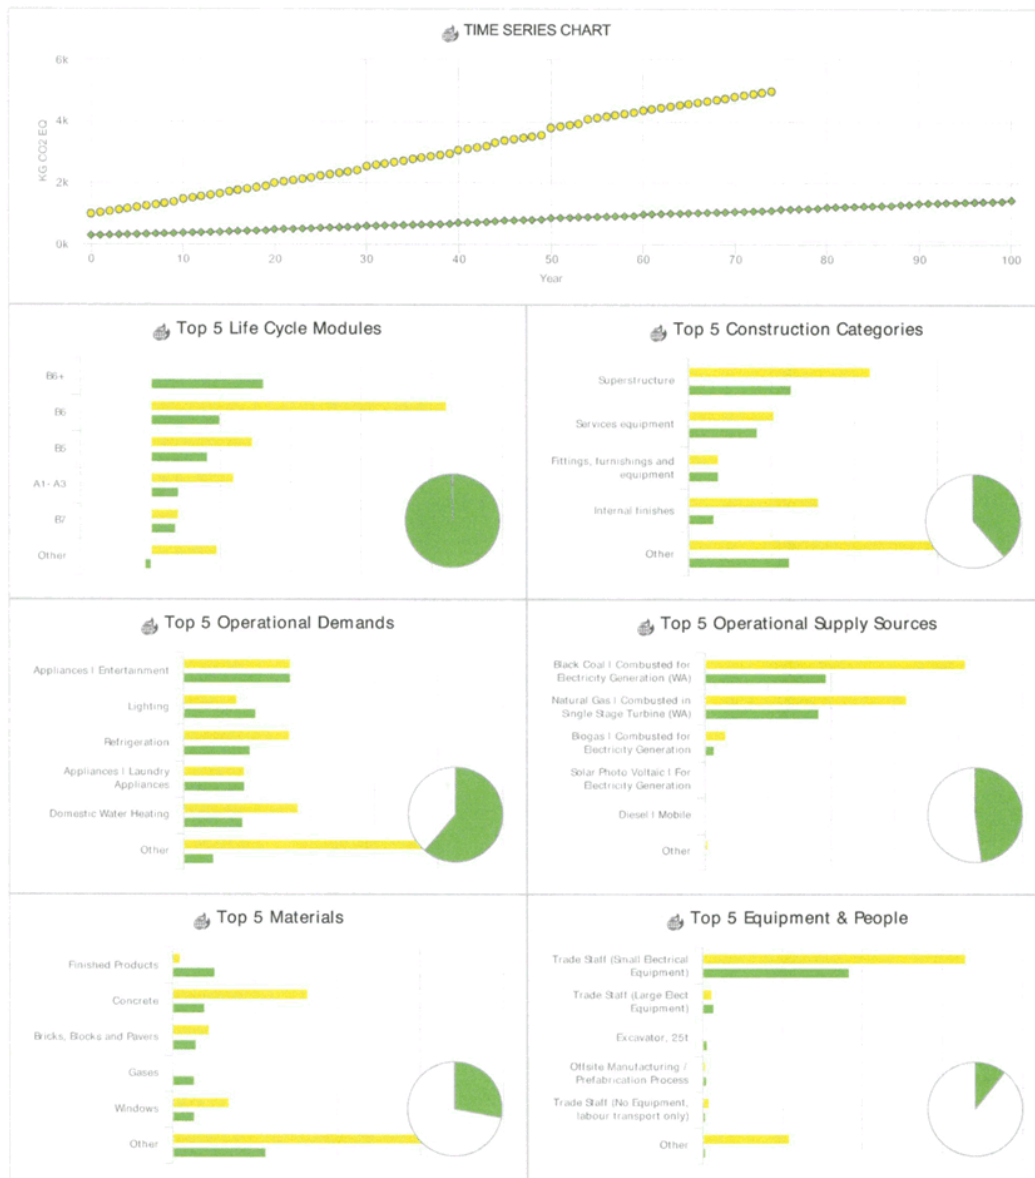 TIME SERIES CHART
6k
4k
2k
0k
KG CO2 EQ
0
10
20
30
40
50
60
70
80
90
100
Year
Top 5 Life Cycle Modules
B6+
B6
B5
A1- A3
B7
Other
Top 5 Construction Categories
Superstructure
Services equipment
Fittings, furnishings and
equipment
Internal finishes
Other
Top 5 Operational Demands
Appliances | Entertainment
Lighting
Refrigeration
Appliances | Laundry
Appliances
Domestic Water Heating
Other
Top 5 Operational Supply Sources
Black Coal | Combusted for
Electricity Generation (WA)
Natural Gas | Combusted in
Single Stage Turbine (WA)
Biogas | Combusted for
Electricity Generation
Solar Photo Voltaic | For
Electricity Generation
Diesel | Mobile
Other
Top 5 Materials
Finished Products
Concrete
Bricks, Blocks and Pavers
Gases
Windows
Other
Top 5 Equipment & People
Trade Staff (Small Electrical
Equipment)
Trade Staff (Large Elect
Equipment)
Excavator, 25t
Offsite Manufacturing /
Prefabrication Process
Trade Staff (No Equipment,
labour transport only)
Other